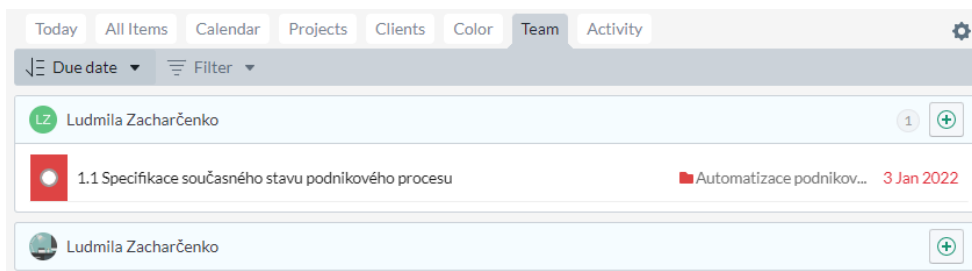 Today All Items Calendar Projects Clients Color Team Activity
Due date Filter
LZ Ludmila Zacharčenko 1
1.1 Specifikace současného stavu podnikového procesu Automatizace podnikov... 3 Jan 2022
Ludmila Zacharčenko